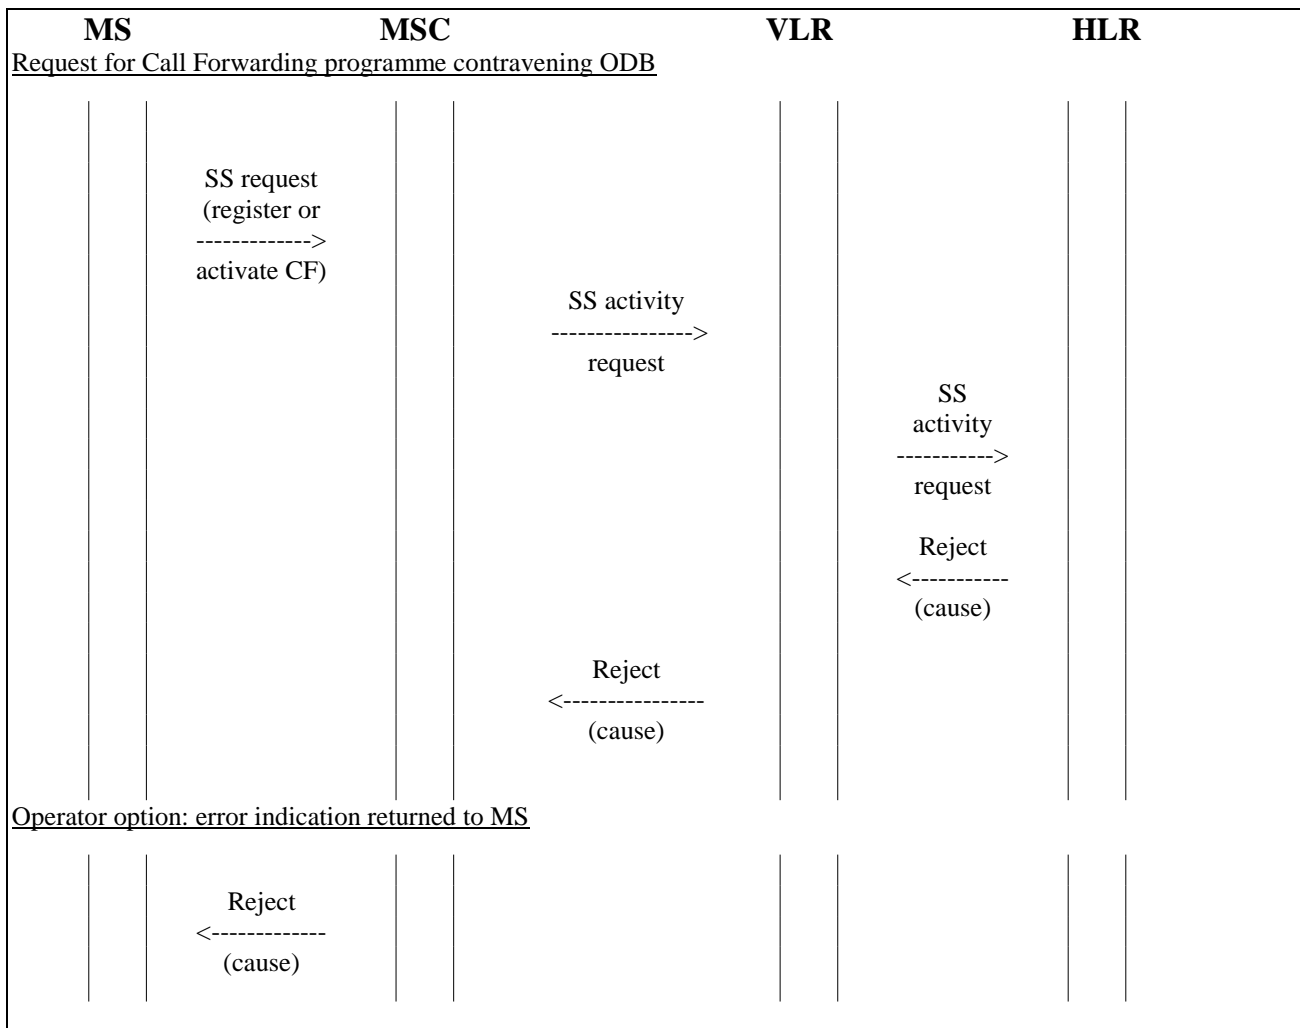 MS MSC VLR HLR
Request for Call Forwarding programme contravening ODB
SS request
(register or
------------->
activate CF)
SS activity
---------------->
request
SS
activity
----------->
request
Reject
<-----------
(cause)
Reject
<----------------
(cause)
Operator option: error indication returned to MS
Reject
<-------------
(cause)